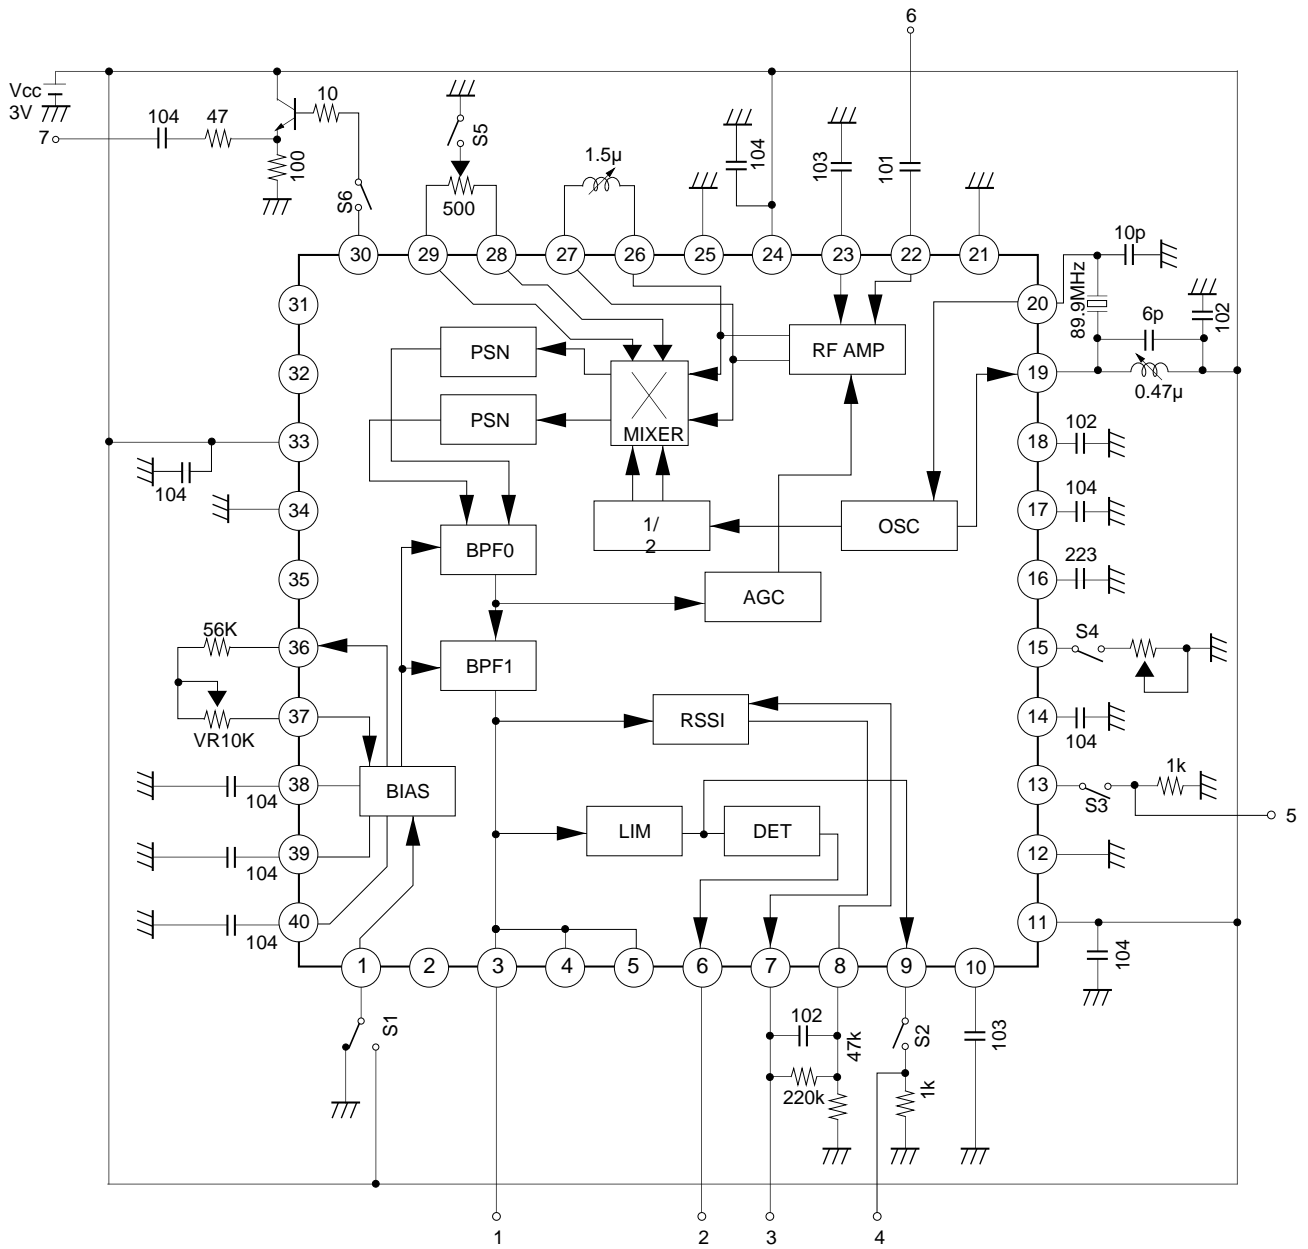 6
Vcc
3V
7
104
47
10
100
S6
S5
500
1.5µ
104
103
101
10p
89.9MHz
6p
102
0.47µ
30
29
28
27
26
25
24
23
22
21
31
32
33
34
35
36
37
38
39
40
20
19
18
17
16
15
14
13
12
11
1
2
3
4
5
6
7
8
9
10
PSN
PSN
MIXER
RF AMP
1/
2
OSC
BPF0
AGC
BPF1
RSSI
BIAS
LIM
DET
104
56K
VR10K
104
104
104
102
104
223
S4
104
S3
1k
5
104
S1
102
220k
47k
S2
1k
103
1
2
3
4